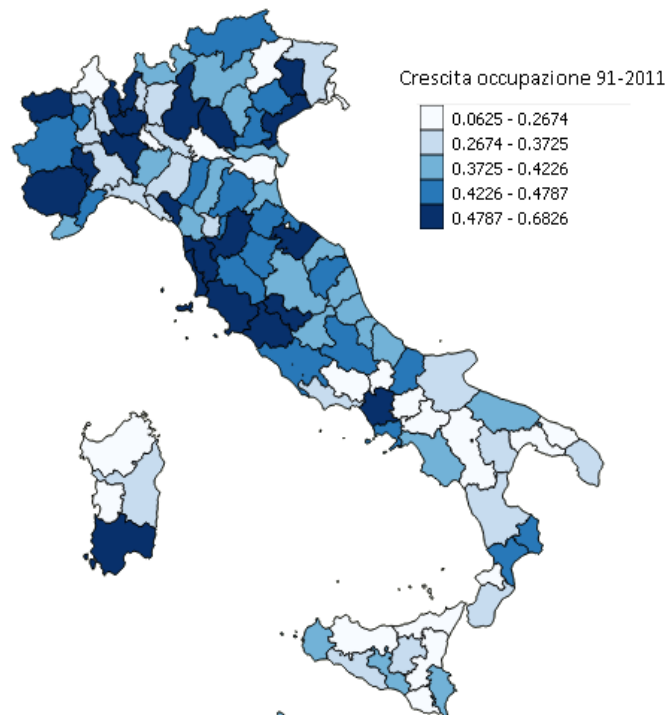 Crescita occupazione 91-2011
0.0625 - 0.2674
0.2674 - 0.3725
0.3725 - 0.4226
0.4226 - 0.4787
0.4787 - 0.6826